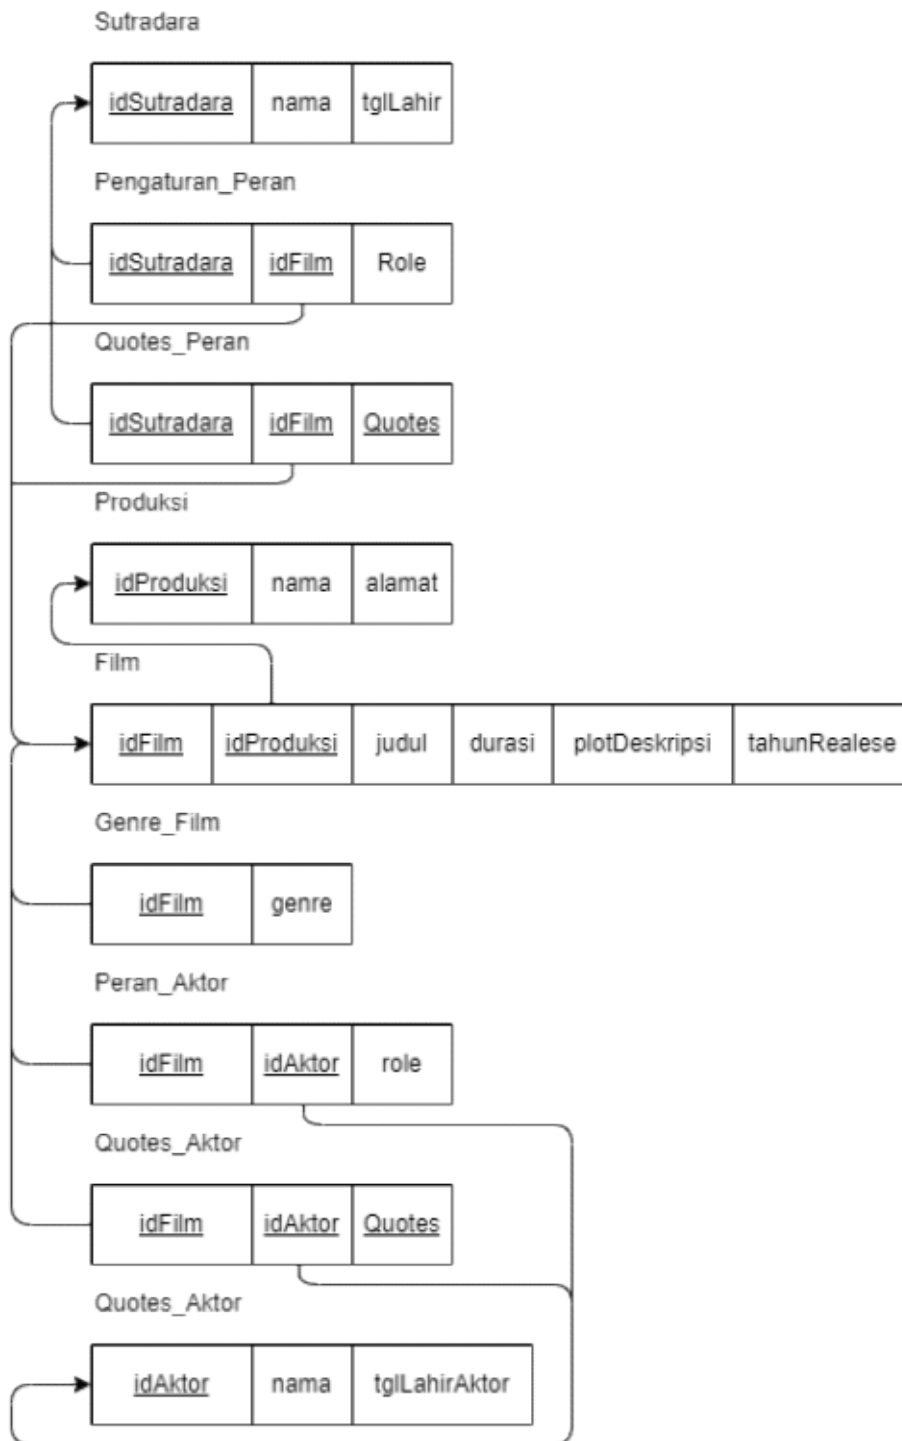 Sutradara
idSutradara nama tglLahir
Pengaturan_Peran
idSutradara idFilm Role
Quotes_Peran
idSutradara idFilm Quotes
Produksi
idProduksi nama alamat
Film
idFilm idProduksi judul durasi plotDeskripsi tahunRealese
Genre_Film
idFilm genre
Peran_Aktor
idFilm idAktor role
Quotes_Aktor
idFilm idAktor Quotes
Quotes_Aktor
idAktor nama tglLahirAktor